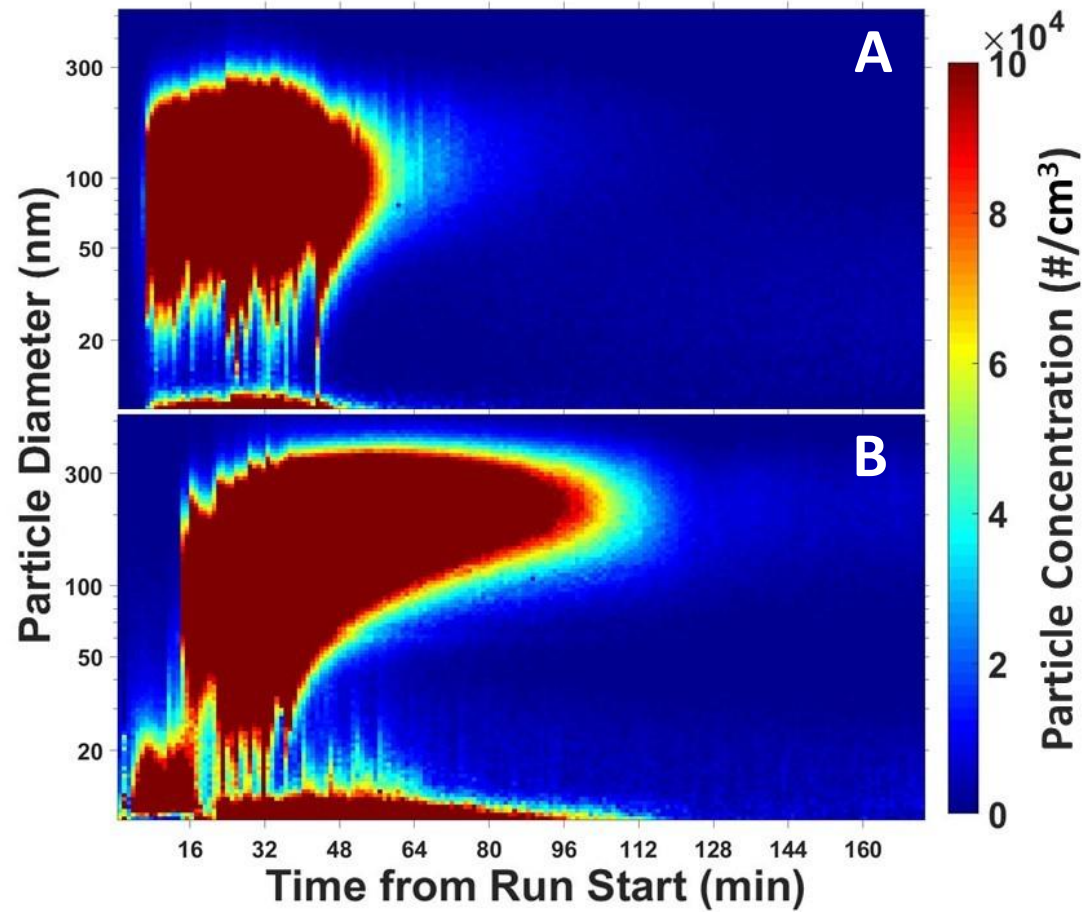 A
300
100
50
20
B
300
100
50
20
16 32 48 64 80 96 112 128 144 160
Time from Run Start (min)
Particle Diameter (nm)
×10⁴
10
8
6
4
2
0
Particle Concentration (#/cm³)